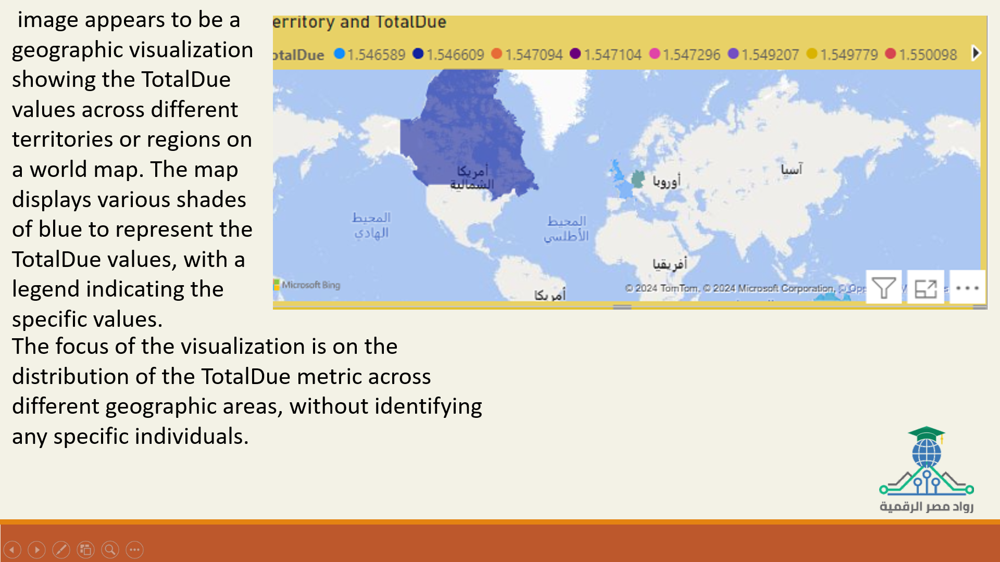 image appears to be a
geographic visualization
showing the TotalDue
values across different
territories or regions on
a world map. The map
displays various shades
of blue to represent the
TotalDue values, with a
legend indicating the
specific values.
The focus of the visualization is on the
distribution of the TotalDue metric across
different geographic areas, without identifying
any specific individuals.
erritory and TotalDue
otalDue 1.546589 1.546609 1.547094 1.547104 1.547296 1.549207 1.549779 1.550098
أمريكا
الشمالية
آسيا
أوروبا
المحيط
الهادي
المحيط
الأطلسي
أفريقيا
أمريكا
Microsoft Bing
© 2024 TomTom, © 2024 Microsoft Corporation,
رواد مصر الرقمية